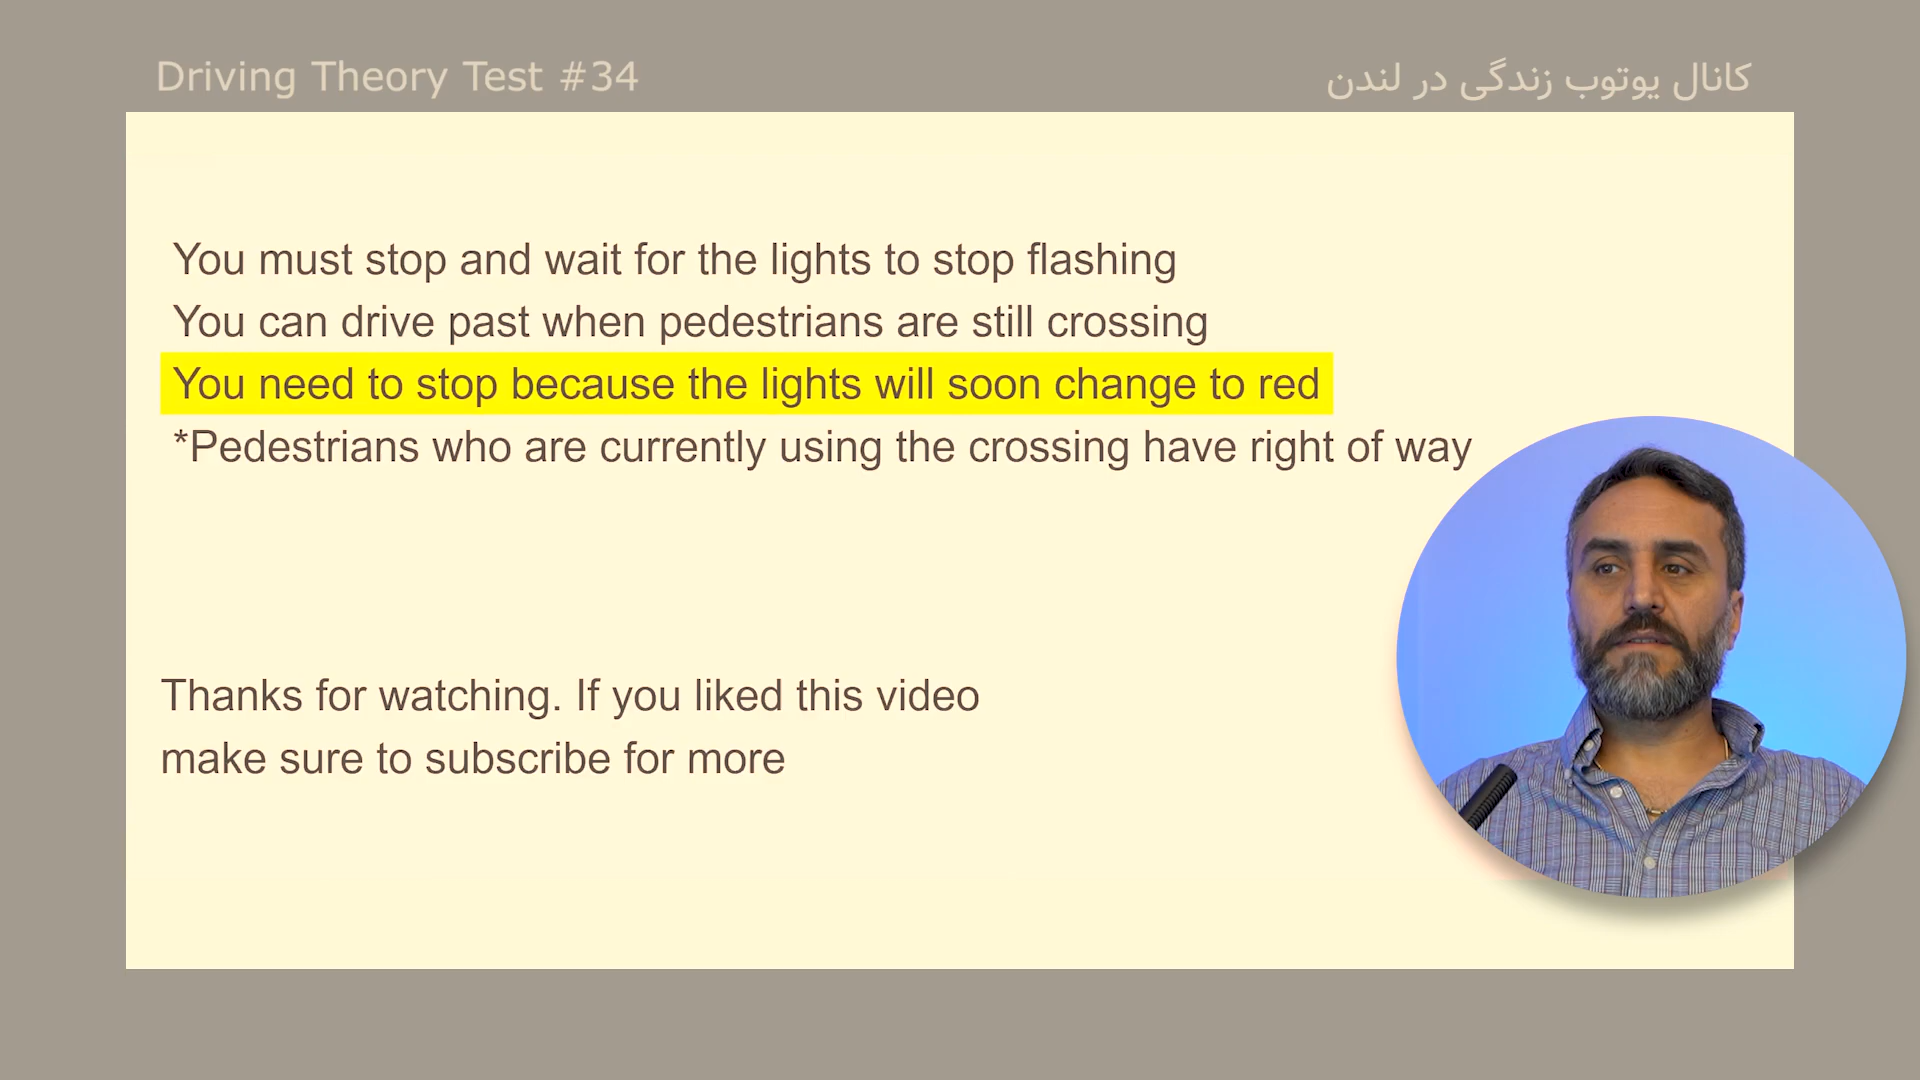 Driving Theory Test #34
کانال یوتوب زندگی در لندن
You must stop and wait for the lights to stop flashing
You can drive past when pedestrians are still crossing
You need to stop because the lights will soon change to red
*Pedestrians who are currently using the crossing have right of way
Thanks for watching. If you liked this video
make sure to subscribe for more